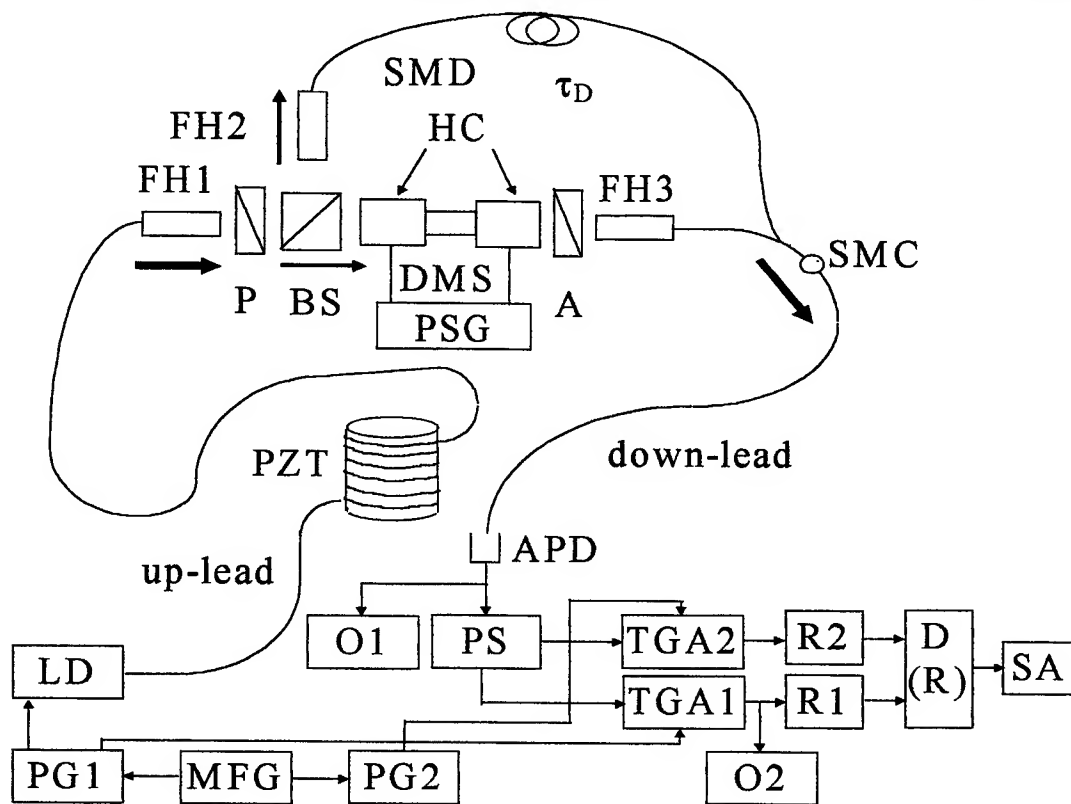 SMD
τD
FH2
HC
FH1
FH3
SMC
P
BS
DMS
A
PSG
PZT
down-lead
up-lead
APD
O1
PS
TGA2
R2
D
(R)
SA
LD
TGA1
R1
PG1
MFG
PG2
O2